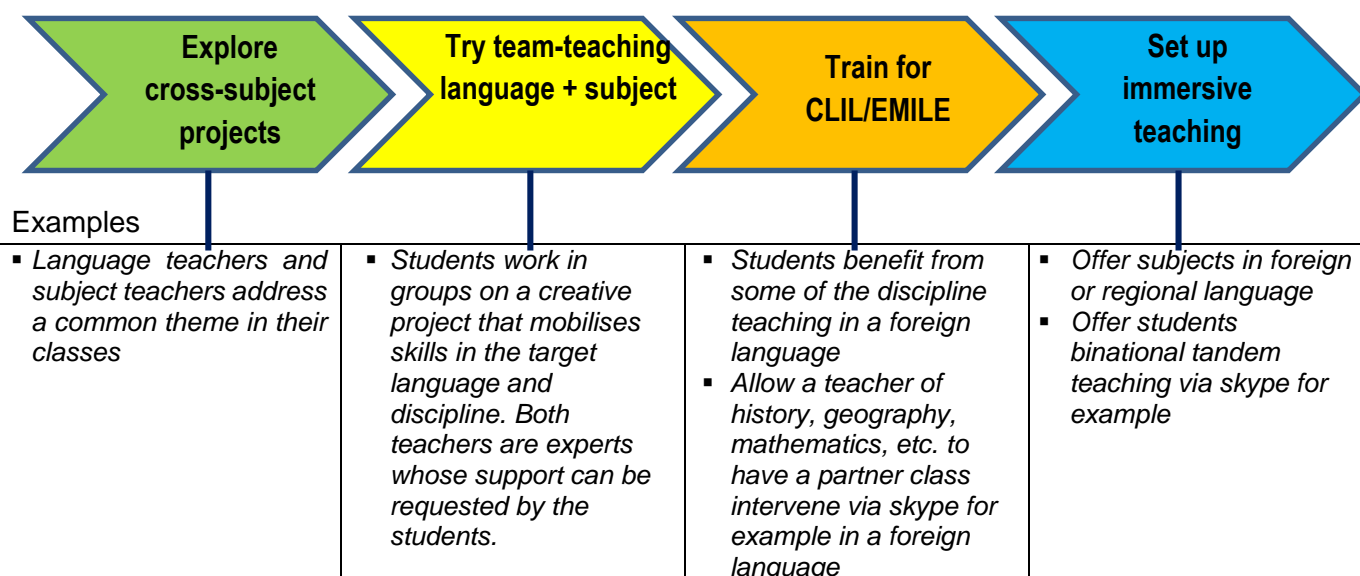 Explore
cross-subject
projects
Try team-teaching
language + subject
Train for
CLIL/EMILE
Set up
immersive
teaching
Examples
▪ Language teachers and
subject teachers address
a common theme in their
classes
▪ Students work in
groups on a creative
project that mobilises
skills in the target
language and
discipline. Both
teachers are experts
whose support can be
requested by the
students.
▪ Students benefit from
some of the discipline
teaching in a foreign
language
▪ Allow a teacher of
history, geography,
mathematics, etc. to
have a partner class
intervene via skype for
example in a foreign
language
▪ Offer subjects in foreign
or regional language
▪ Offer students
binational tandem
teaching via skype for
example